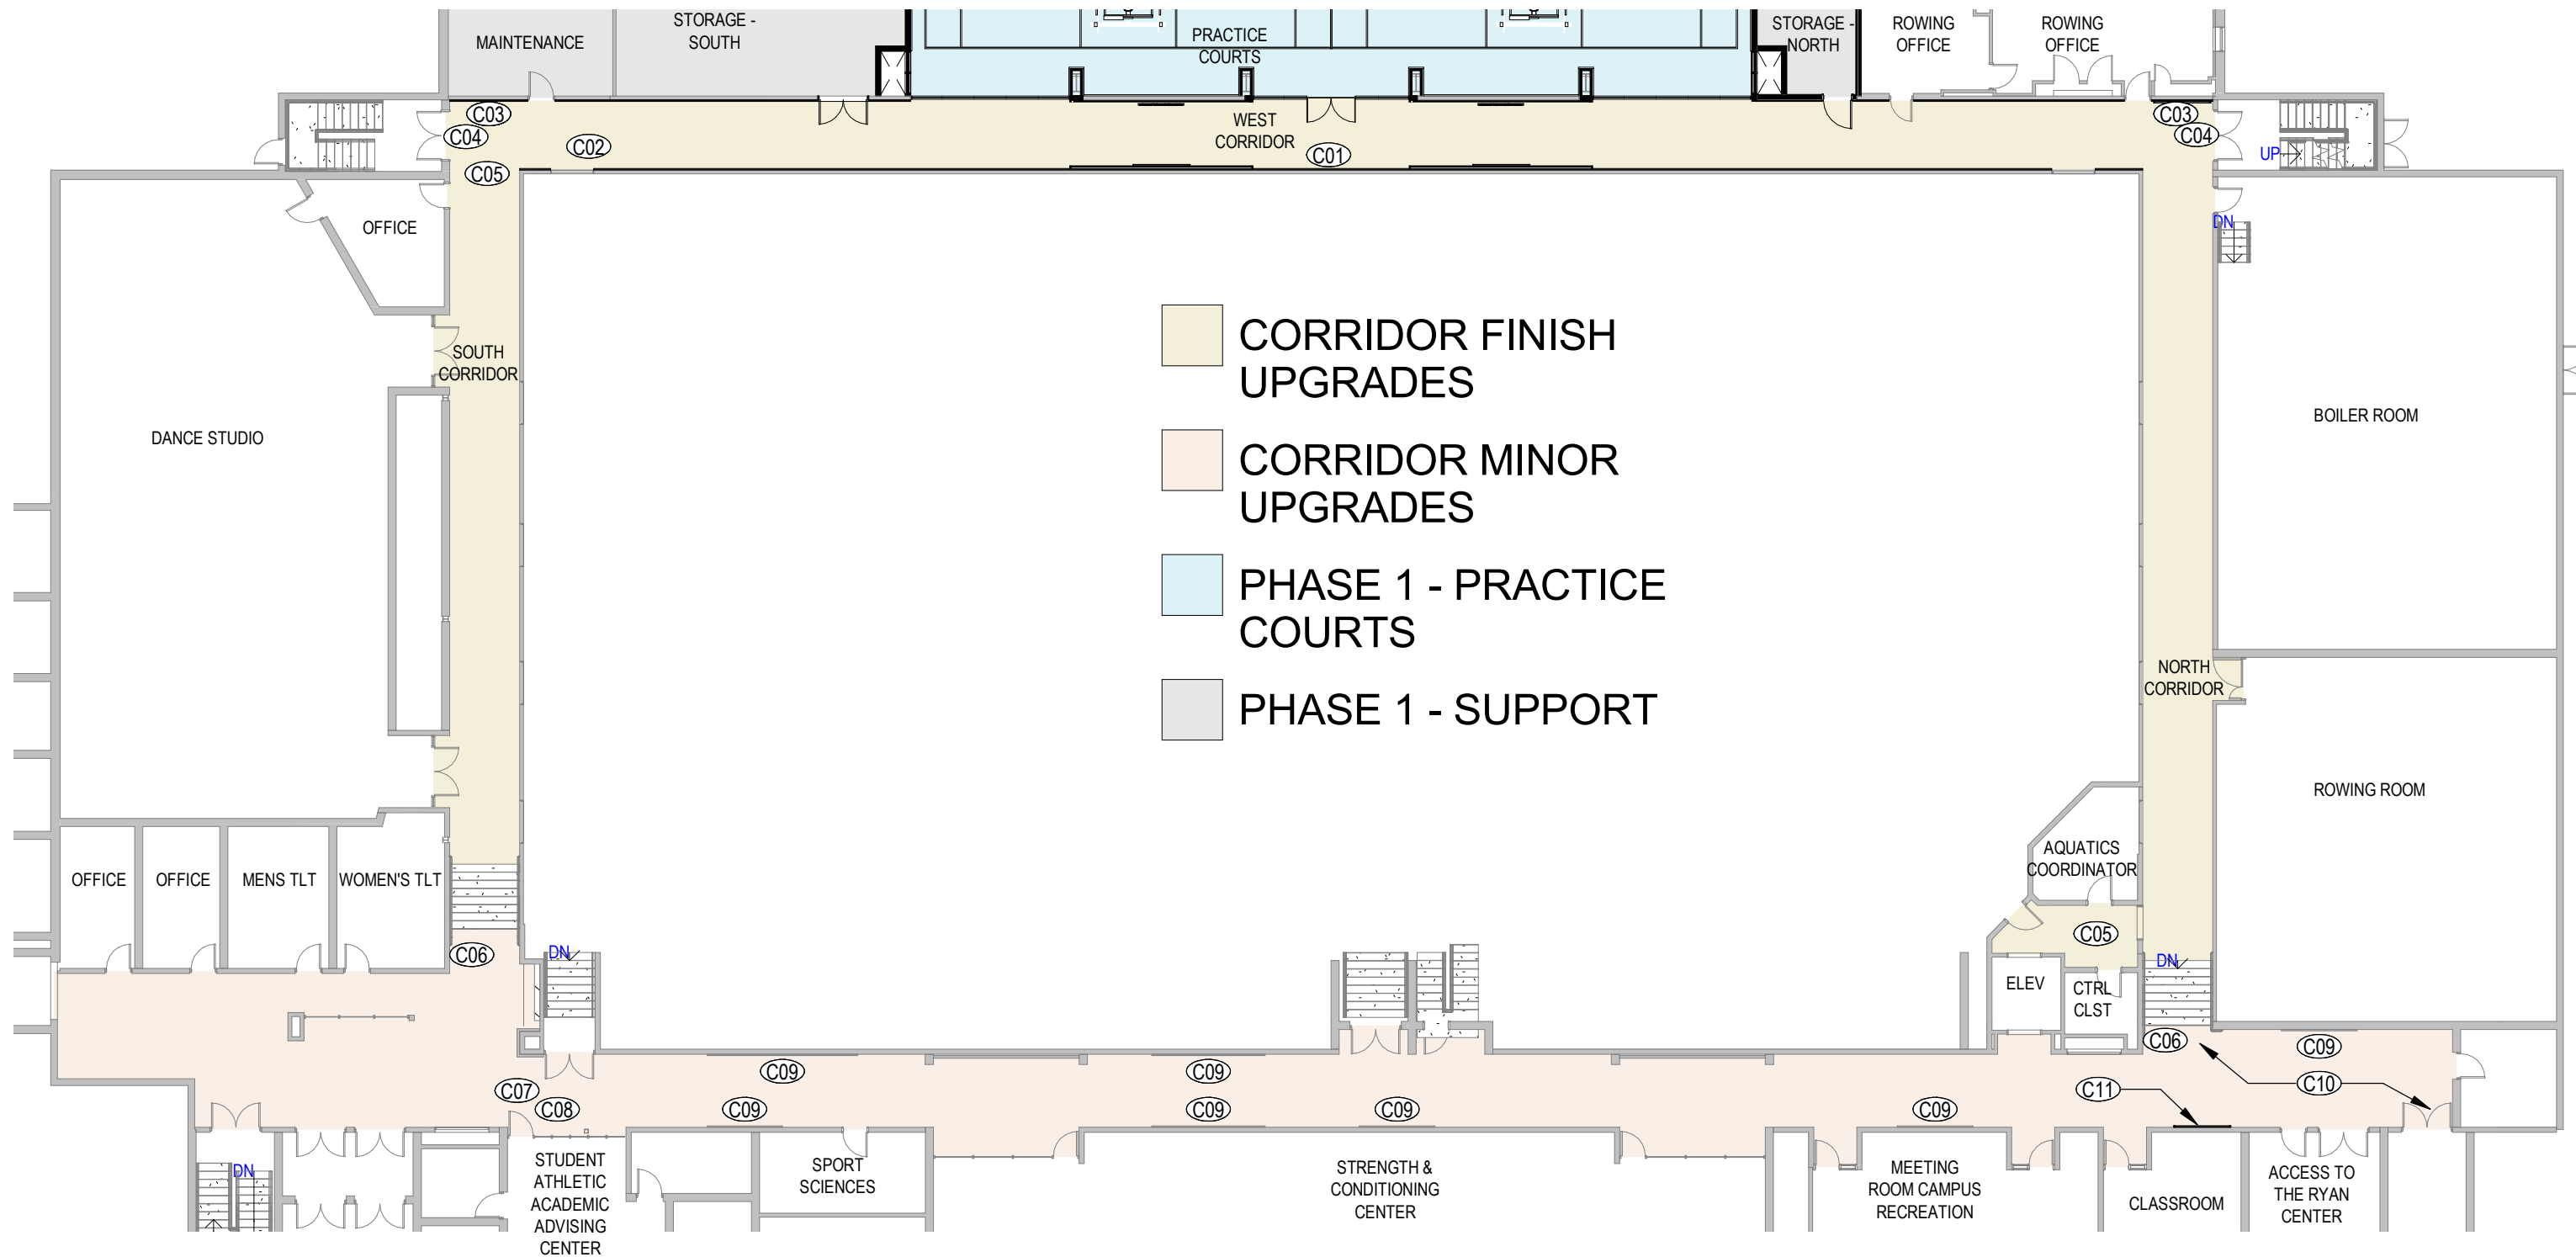 STORAGE -
SOUTH
MAINTENANCE
PRACTICE
COURTS
STORAGE -
NORTH
ROWING
OFFICE
ROWING
OFFICE
C03
C04
C02
C05
WEST
CORRIDOR
C01
C03
C04
UP
DN
OFFICE
SOUTH
CORRIDOR
DANCE STUDIO
CORRIDOR FINISH
UPGRADES
CORRIDOR MINOR
UPGRADES
PHASE 1 - PRACTICE
COURTS
PHASE 1 - SUPPORT
BOILER ROOM
NORTH
CORRIDOR
ROWING ROOM
AQUATICS
COORDINATOR
OFFICE
OFFICE
MENS TLT
WOMEN'S TLT
C06
DN
C05
ELEV
CTRL
CLST
DN
C06
C09
C10
C11
C07
C08
C09
C09
C09
C09
C09
C09
DN
STUDENT
ATHLETIC
ACADEMIC
ADVISING
CENTER
SPORT
SCIENCES
STRENGTH &
CONDITIONING
CENTER
MEETING
ROOM CAMPUS
RECREATION
CLASSROOM
ACCESS TO
THE RYAN
CENTER